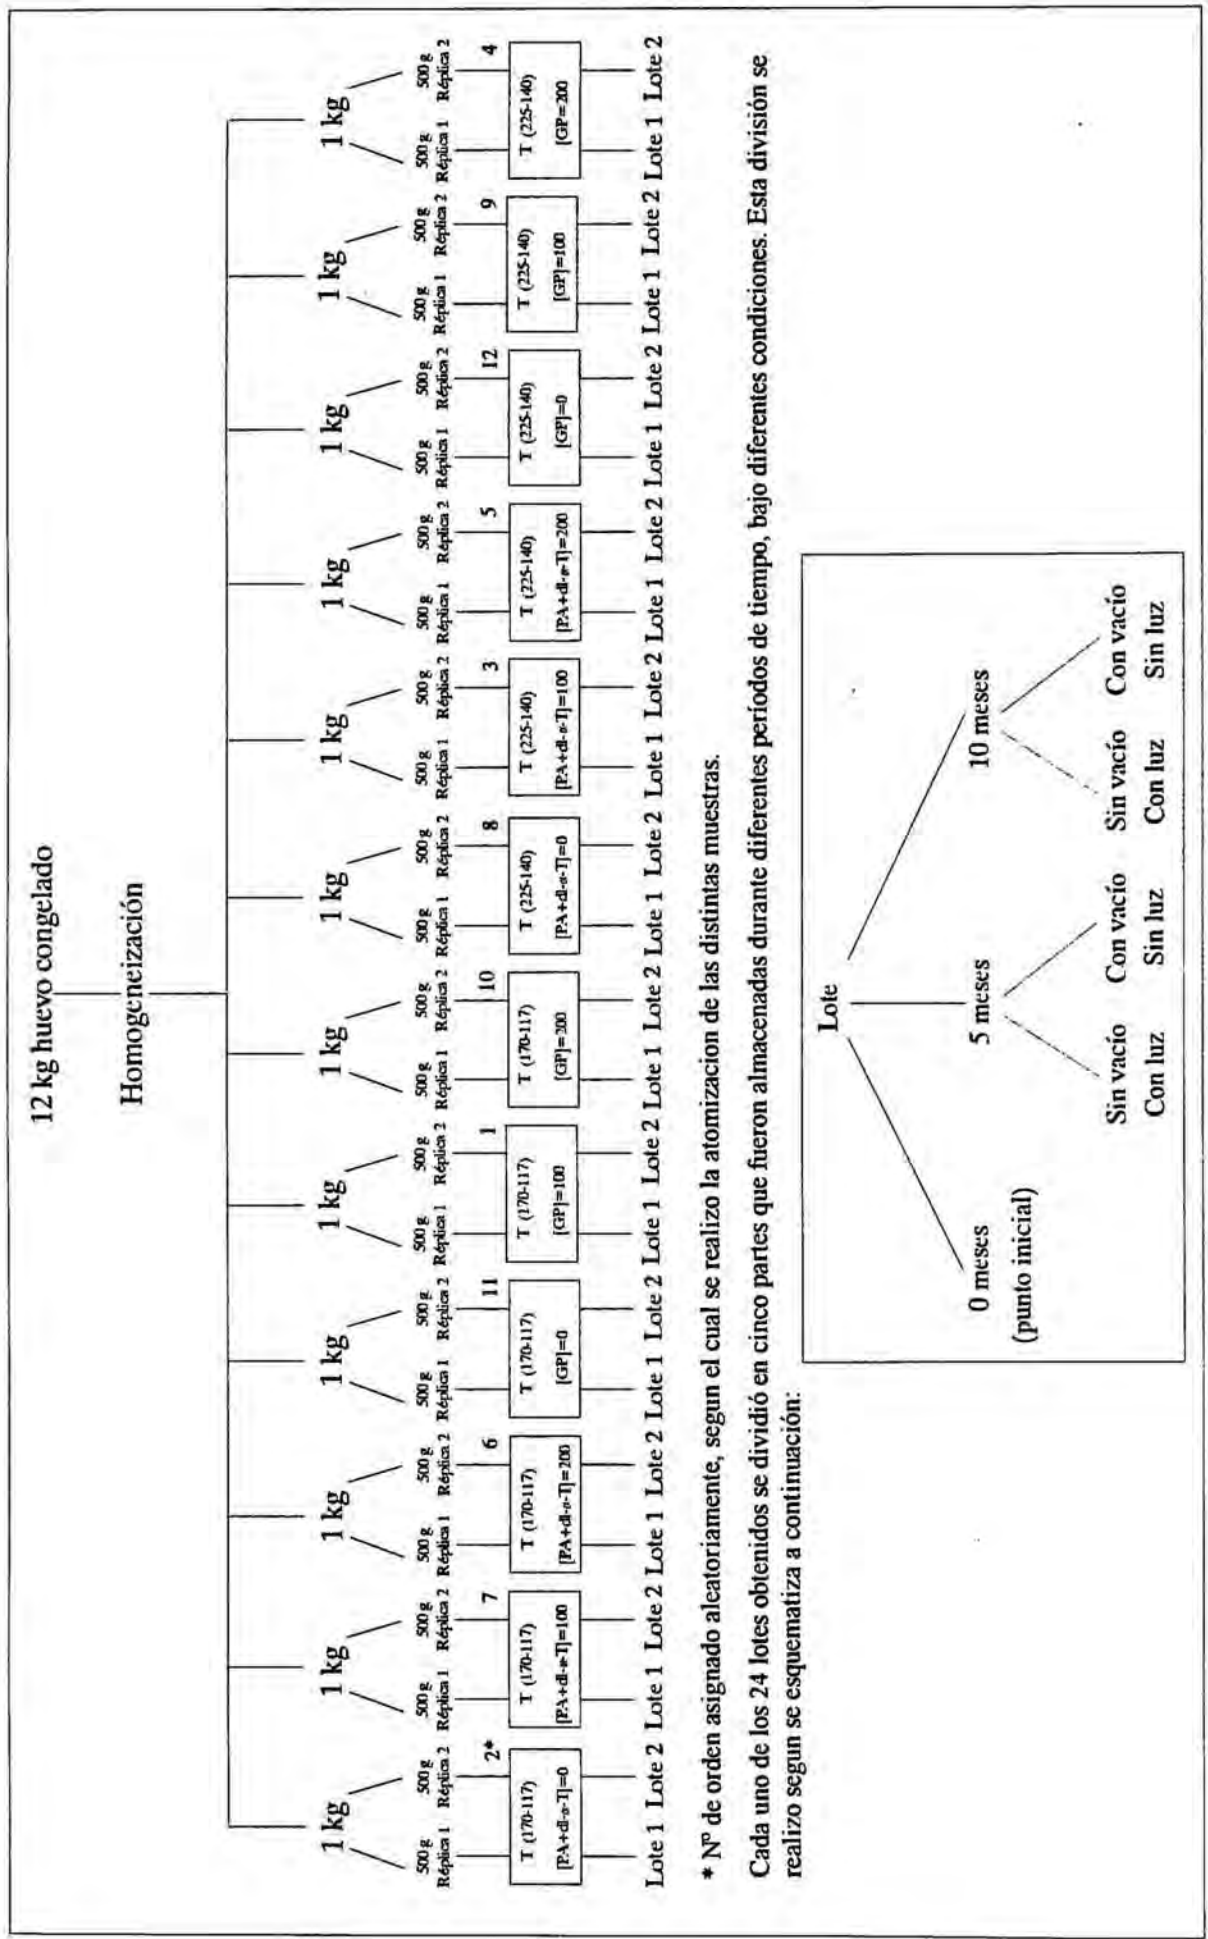 12 kg huevo congelado
Homogeneización
1 kg 1 kg 1 kg 1 kg 1 kg 1 kg 1 kg 1 kg 1 kg 1 kg 1 kg 1 kg
500 g 500 g 500 g 500 g 500 g 500 g 500 g 500 g 500 g 500 g 500 g 500 g 500 g 500 g 500 g 500 g 500 g 500 g 500 g 500 g 500 g 500 g 500 g 500 g
Réplica 1 Réplica 2 Réplica 1 Réplica 2 Réplica 1 Réplica 2 Réplica 1 Réplica 2 Réplica 1 Réplica 2 Réplica 1 Réplica 2 Réplica 1 Réplica 2 Réplica 1 Réplica 2 Réplica 1 Réplica 2 Réplica 1 Réplica 2 Réplica 1 Réplica 2 Réplica 1 Réplica 2
2* 7 6 11 1 10 8 3 5 12 9 4
T (170-117) T (170-117) T (170-117) T (170-117) T (170-117) T (170-117) T (225-140) T (225-140) T (225-140) T (225-140) T (225-140) T (225-140)
[PA+dl-α-T]=0 [PA+dl-α-T]=100 [PA+dl-α-T]=200 [GP]=0 [GP]=100 [GP]=200 [PA+dl-α-T]=0 [PA+dl-α-T]=100 [PA+dl-α-T]=200 [GP]=0 [GP]=100 [GP=200
Lote 1 Lote 2 Lote 1 Lote 2 Lote 1 Lote 2 Lote 1 Lote 2 Lote 1 Lote 2 Lote 1 Lote 2 Lote 1 Lote 2 Lote 1 Lote 2 Lote 1 Lote 2 Lote 1 Lote 2 Lote 1 Lote 2 Lote 1 Lote 2
* Nº de orden asignado aleatoriamente, segun el cual se realizo la atomizacion de las distintas muestras.
Cada uno de los 24 lotes obtenidos se dividió en cinco partes que fueron almacenadas durante diferentes períodos de tiempo, bajo diferentes condiciones. Esta división se
realizo segun se esquematiza a continuación:
Lote
0 meses 5 meses 10 meses
(punto inicial)
Sin vacío Con vacío Sin vacío Con vacío
Con luz Sin luz Con luz Sin luz